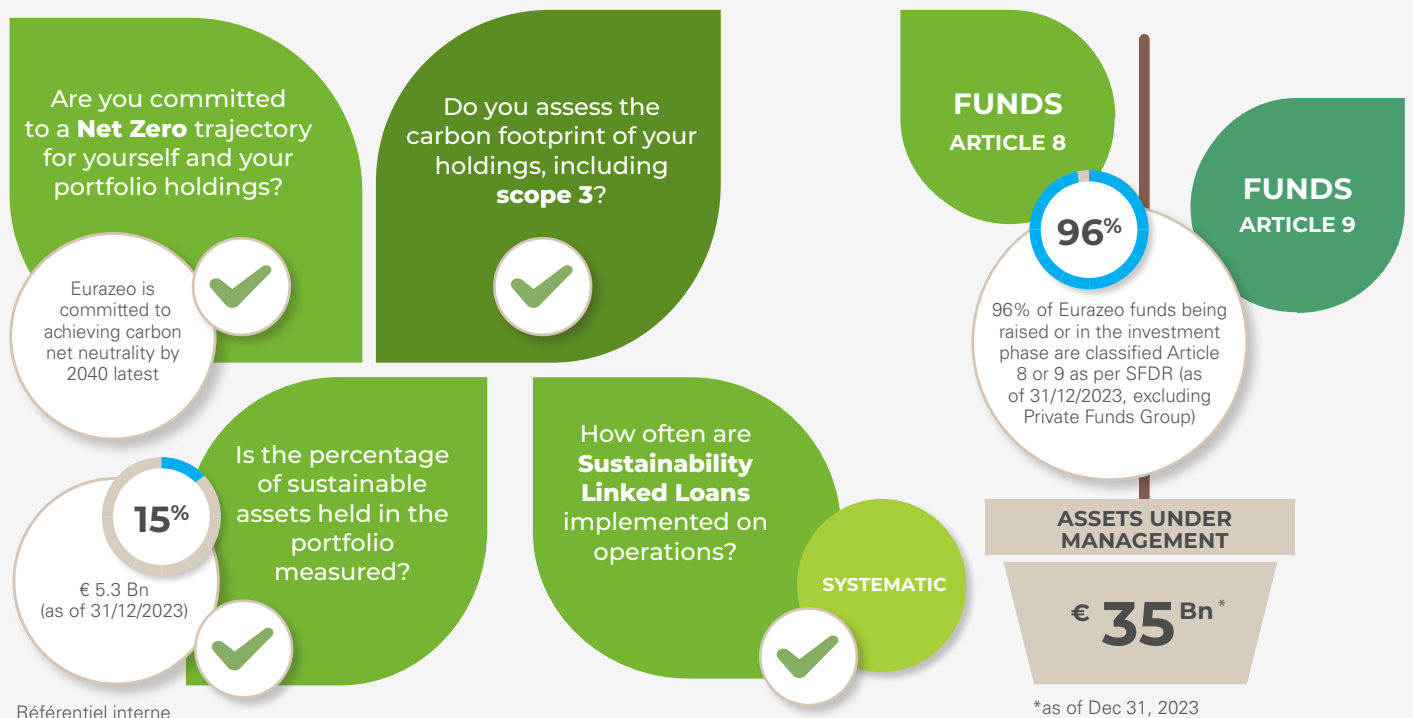 Are you committed
to a Net Zero trajectory
for yourself and your
portfolio holdings?
Eurazeo is
committed to
achieving carbon
net neutrality by
2040 latest
Do you assess the
carbon footprint of your
holdings, including
scope 3?
FUNDS
ARTICLE 8
FUNDS
ARTICLE 9
96%
96% of Eurazeo funds being
raised or in the investment
phase are classified Article
8 or 9 as per SFDR (as
of 31/12/2023, excluding
Private Funds Group)
15%
€ 5.3 Bn
(as of 31/12/2023)
Is the percentage
of sustainable
assets held in the
portfolio
measured?
How often are
Sustainability
Linked Loans
implemented on
operations?
SYSTEMATIC
ASSETS UNDER
MANAGEMENT
€ 35 Bn*
*as of Dec 31, 2023
Référentiel interne